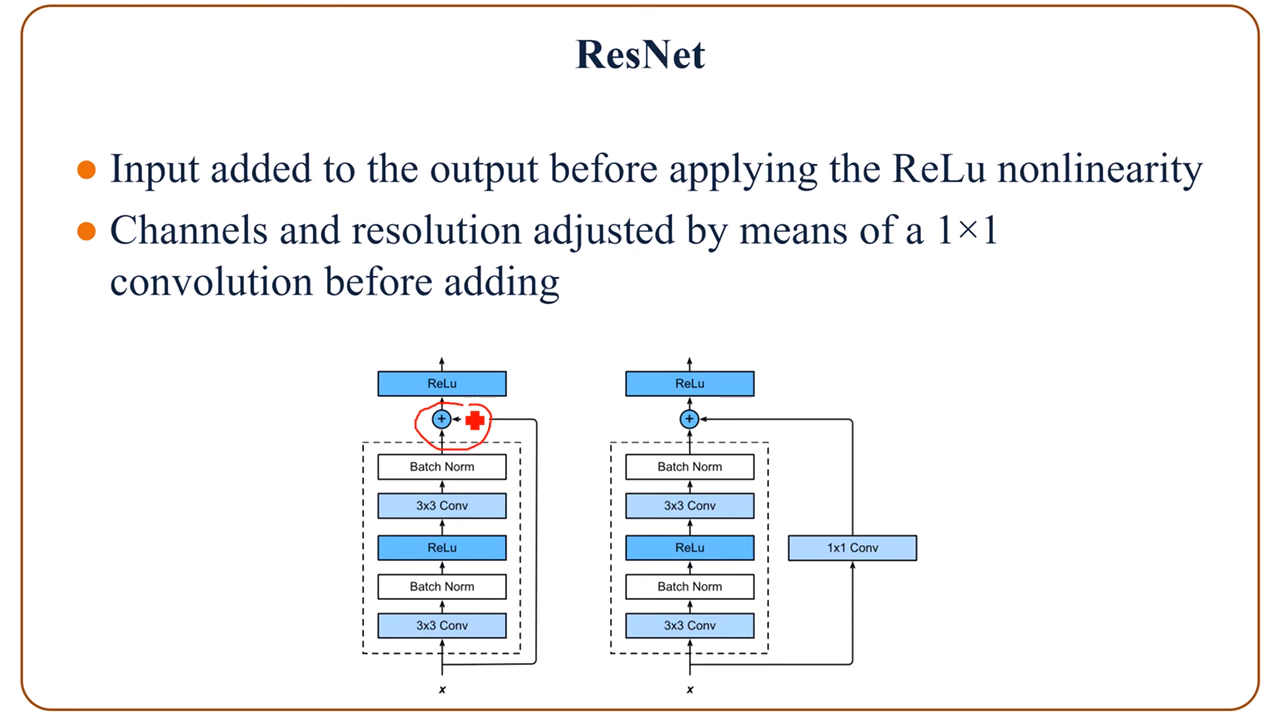 ResNet
● Input added to the output before applying the ReLu nonlinearity
● Channels and resolution adjusted by means of a 1×1
convolution before adding
ReLu
+
Batch Norm
3x3 Conv
ReLu
Batch Norm
3x3 Conv
x
ReLu
+
Batch Norm
3x3 Conv
ReLu
1x1 Conv
Batch Norm
3x3 Conv
x